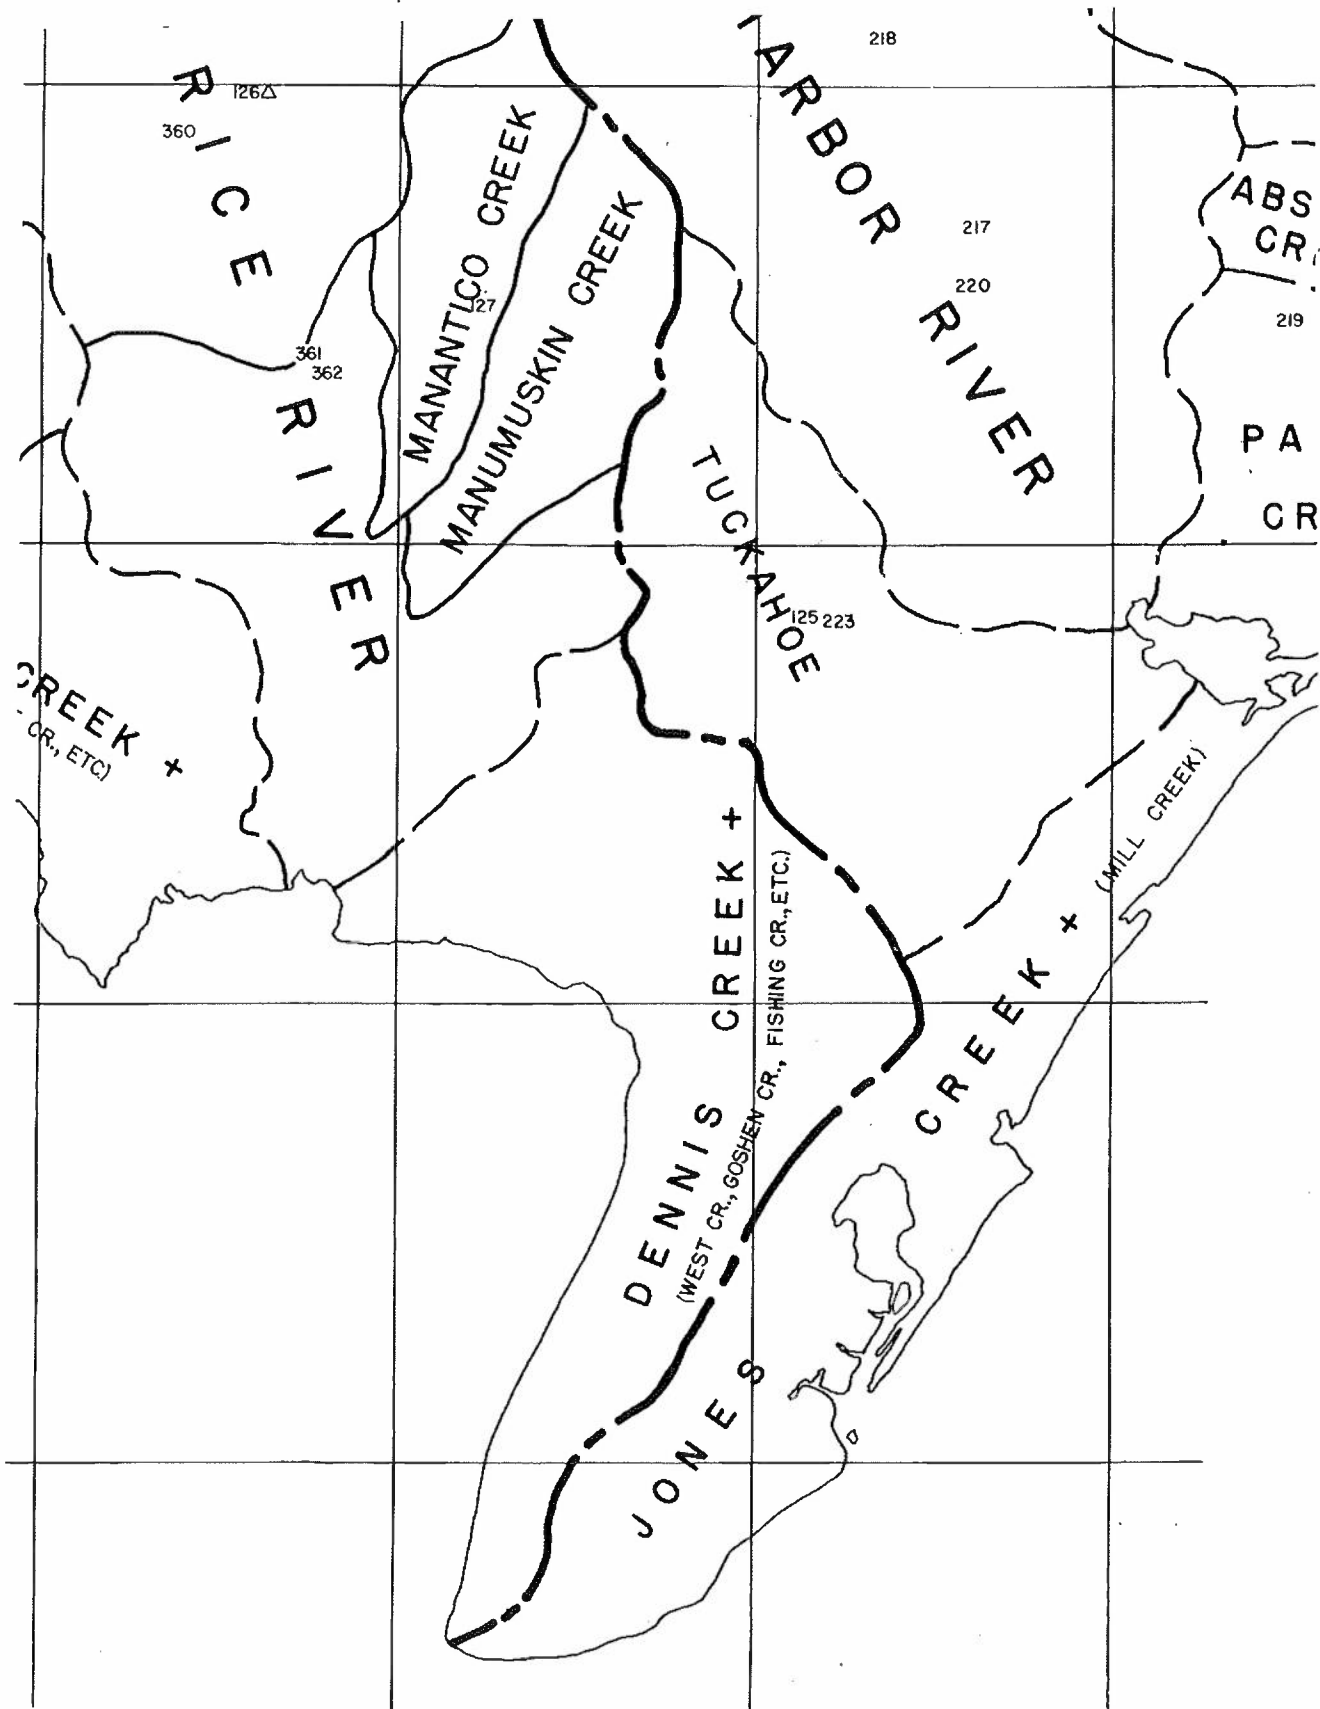 RICE RIVER
126△
360
361
362
MANANTICO CREEK
127
MANUMUSKIN CREEK
ARBOR RIVER
218
217
220
219
ABS
CR
PA
CR
TUCKAHOE
125 223
CREEK +
CR., ETC.)
DENNIS CREEK +
(WEST CR., GOSHEN CR., FISHING CR., ETC.)
JONES CREEK +
(MILL CREEK)